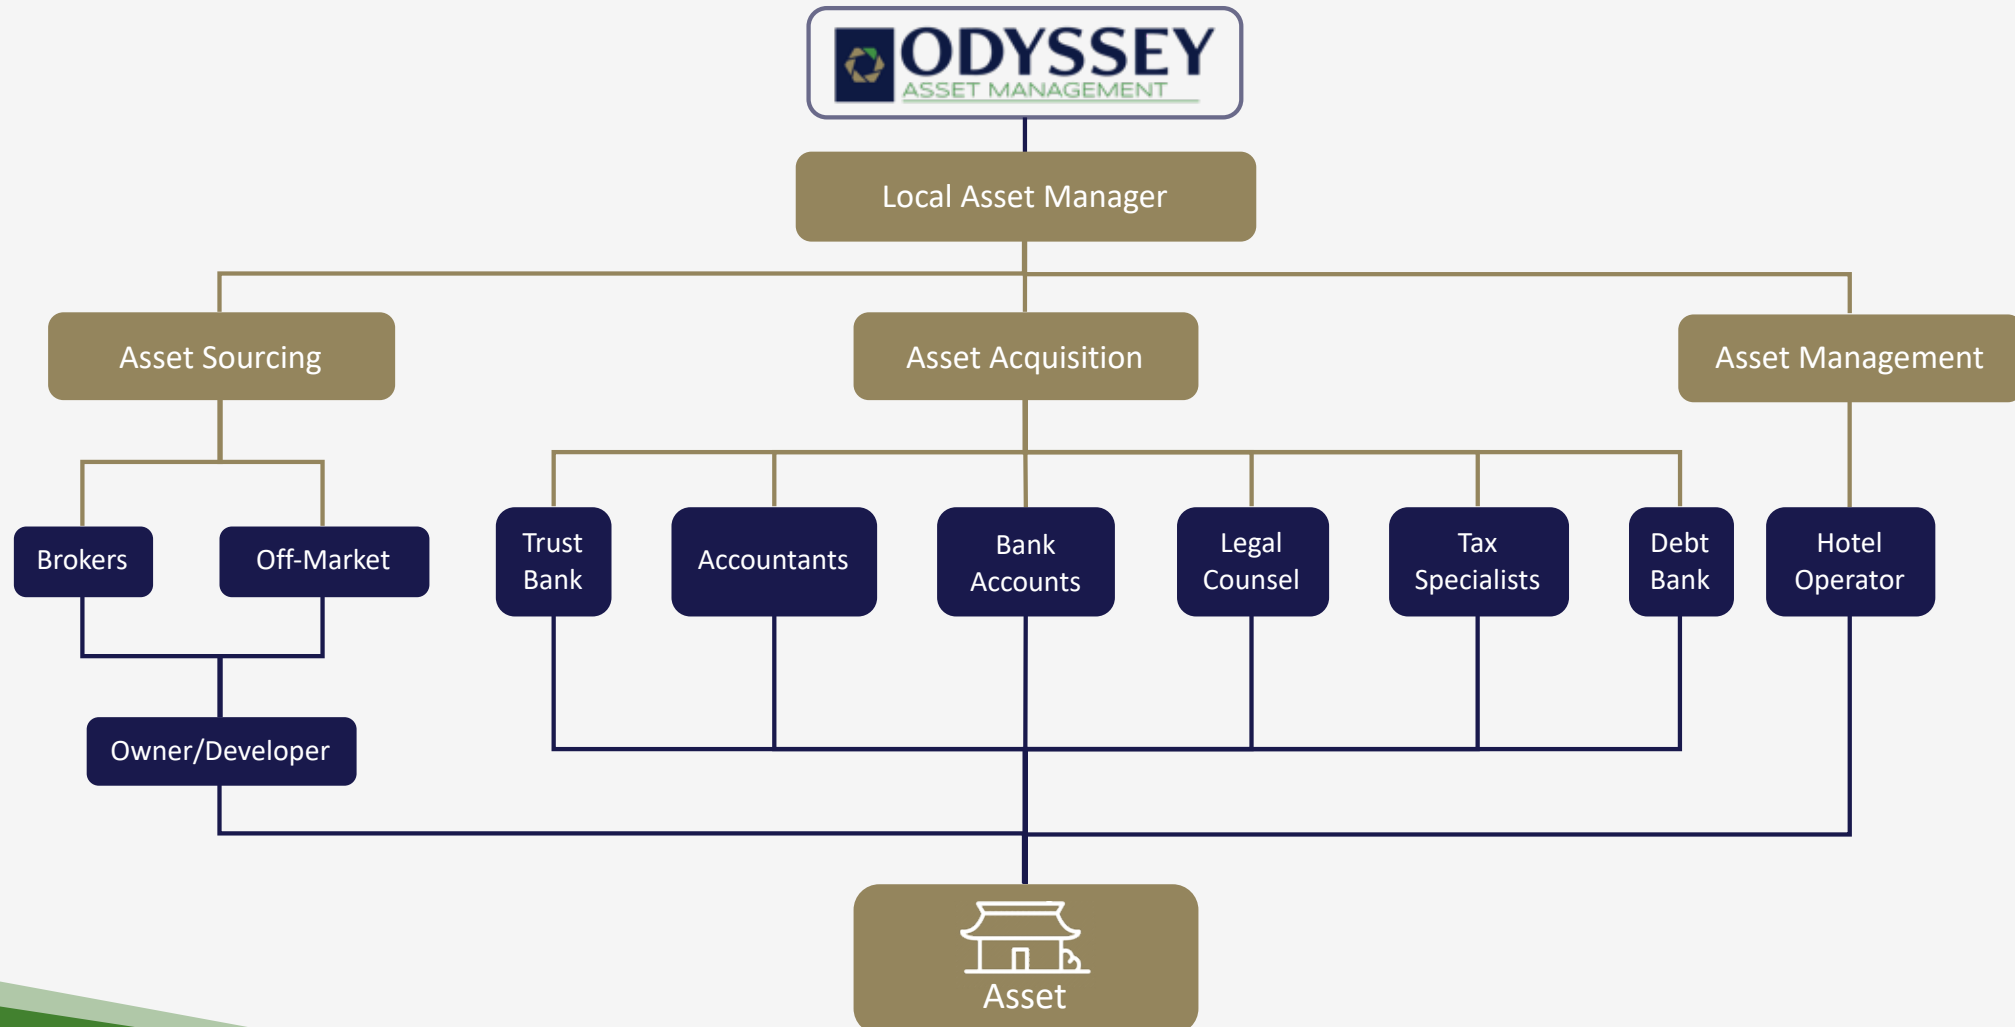 ODYSSEY
ASSET MANAGEMENT
Local Asset Manager
Asset Sourcing
Asset Acquisition
Asset Management
Brokers
Off-Market
Trust
Bank
Accountants
Bank
Accounts
Legal
Counsel
Tax
Specialists
Debt
Bank
Hotel
Operator
Owner/Developer
Asset